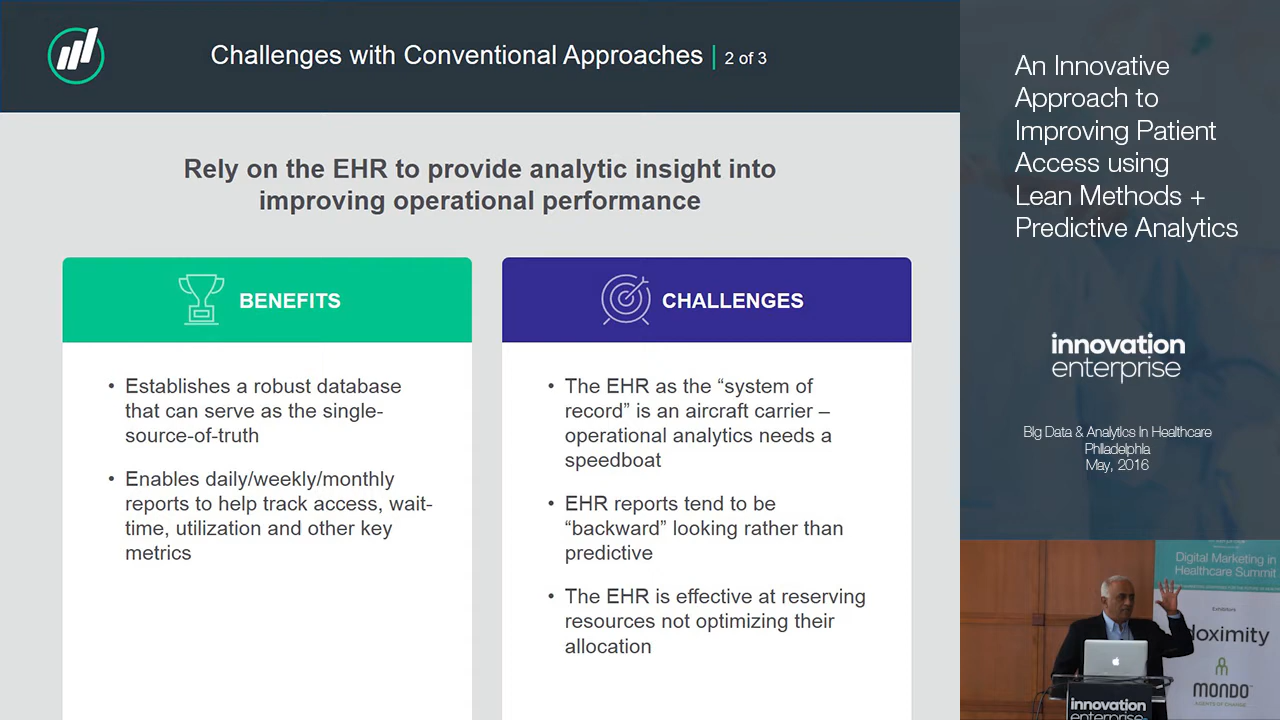 Challenges with Conventional Approaches | 2 of 3
Rely on the EHR to provide analytic insight into
improving operational performance
BENEFITS
• Establishes a robust database
that can serve as the single-
source-of-truth
• Enables daily/weekly/monthly
reports to help track access, wait-
time, utilization and other key
metrics
CHALLENGES
• The EHR as the “system of
record” is an aircraft carrier –
operational analytics needs a
speedboat
• EHR reports tend to be
“backward” looking rather than
predictive
• The EHR is effective at reserving
resources not optimizing their
allocation
An Innovative
Approach to
Improving Patient
Access using
Lean Methods +
Predictive Analytics
innovation
enterprise
Big Data & Analytics in Healthcare
Philadelphia
May, 2016
Digital Marketing in
Healthcare Summit
Exhibitors
doximity
MONDO
AGENTS OF CHANGE
innovation
enterprise